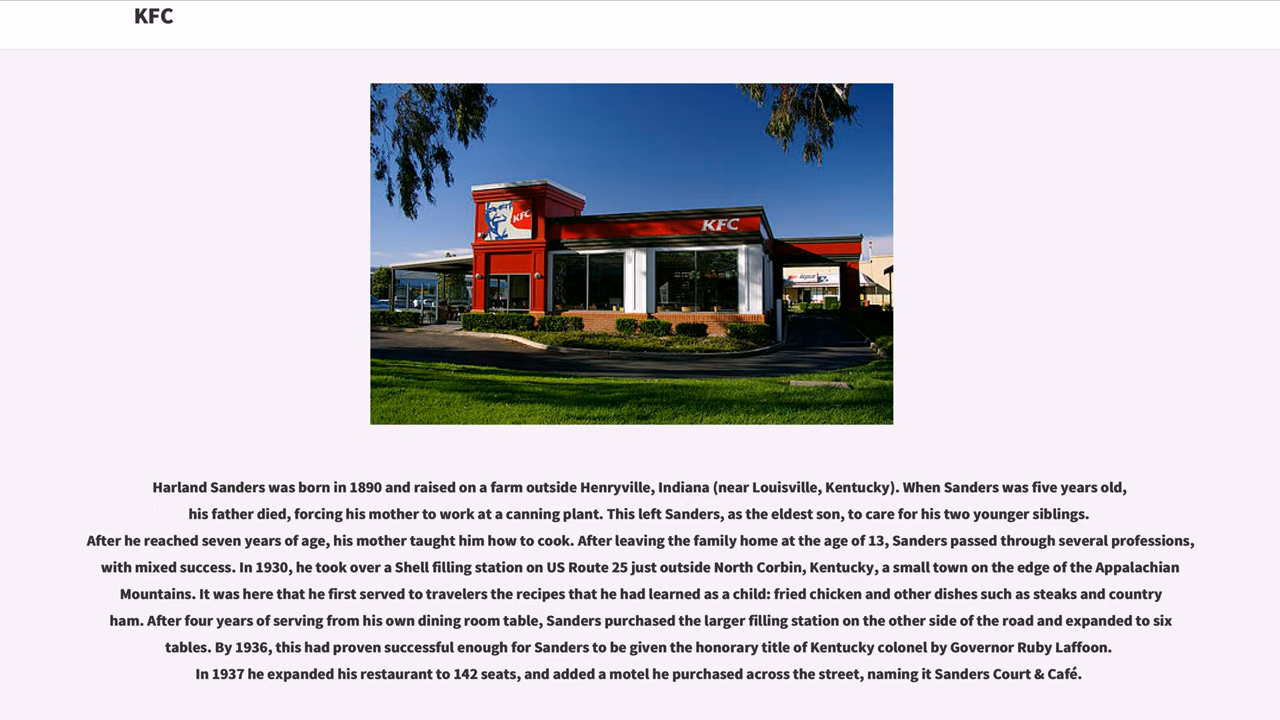 KFC
KFC
KFC
Harland Sanders was born in 1890 and raised on a farm outside Henryville, Indiana (near Louisville, Kentucky). When Sanders was five years old,
his father died, forcing his mother to work at a canning plant. This left Sanders, as the eldest son, to care for his two younger siblings.
After he reached seven years of age, his mother taught him how to cook. After leaving the family home at the age of 13, Sanders passed through several professions,
with mixed success. In 1930, he took over a Shell filling station on US Route 25 just outside North Corbin, Kentucky, a small town on the edge of the Appalachian
Mountains. It was here that he first served to travelers the recipes that he had learned as a child: fried chicken and other dishes such as steaks and country
ham. After four years of serving from his own dining room table, Sanders purchased the larger filling station on the other side of the road and expanded to six
tables. By 1936, this had proven successful enough for Sanders to be given the honorary title of Kentucky colonel by Governor Ruby Laffoon.
In 1937 he expanded his restaurant to 142 seats, and added a motel he purchased across the street, naming it Sanders Court & Café.